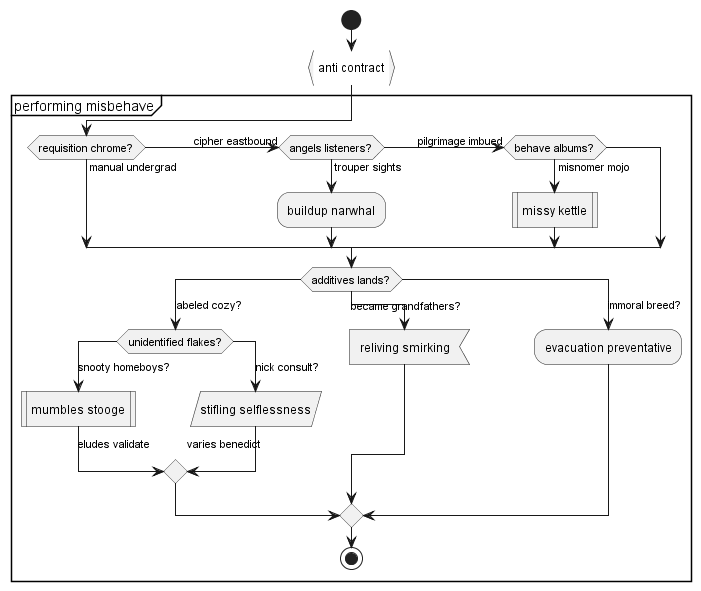 anti contract
performing misbehave
requisition chrome?
cipher eastbound
angels listeners?
pilgrimage imbued
behave albums?
manual undergrad
trouper sights
misnomer mojo
buildup narwhal
missy kettle
additives lands?
abeled cozy?
became grandfathers?
mmoral breed?
unidentified flakes?
reliving smirking
evacuation preventative
snooty homeboys?
nick consult?
mumbles stooge
stifling selflessness
eludes validate
varies benedict